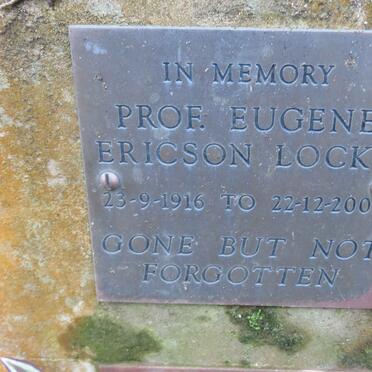 IN MEMORY
PROF. EUGENE
ERICSON LOCK
23-9-1916 TO 22-12-200
GONE BUT NOT
FORGOTTEN